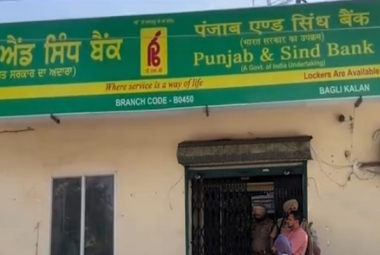 ਐਂਡ ਸਿੰਧ ਬੈਂਕ
ਤ ਸਰਕਾਰ ਦਾ ਅਦਾਰਾ)
पंजाब एण्ड सिंध बैंक
(भारत सरकार का उपक्रम)
Punjab & Sind Bank
(A Govt. of India Undertaking)
Where service is a way of life
Lockers Are Available
BRANCH CODE - B0450
BAGLI KALAN